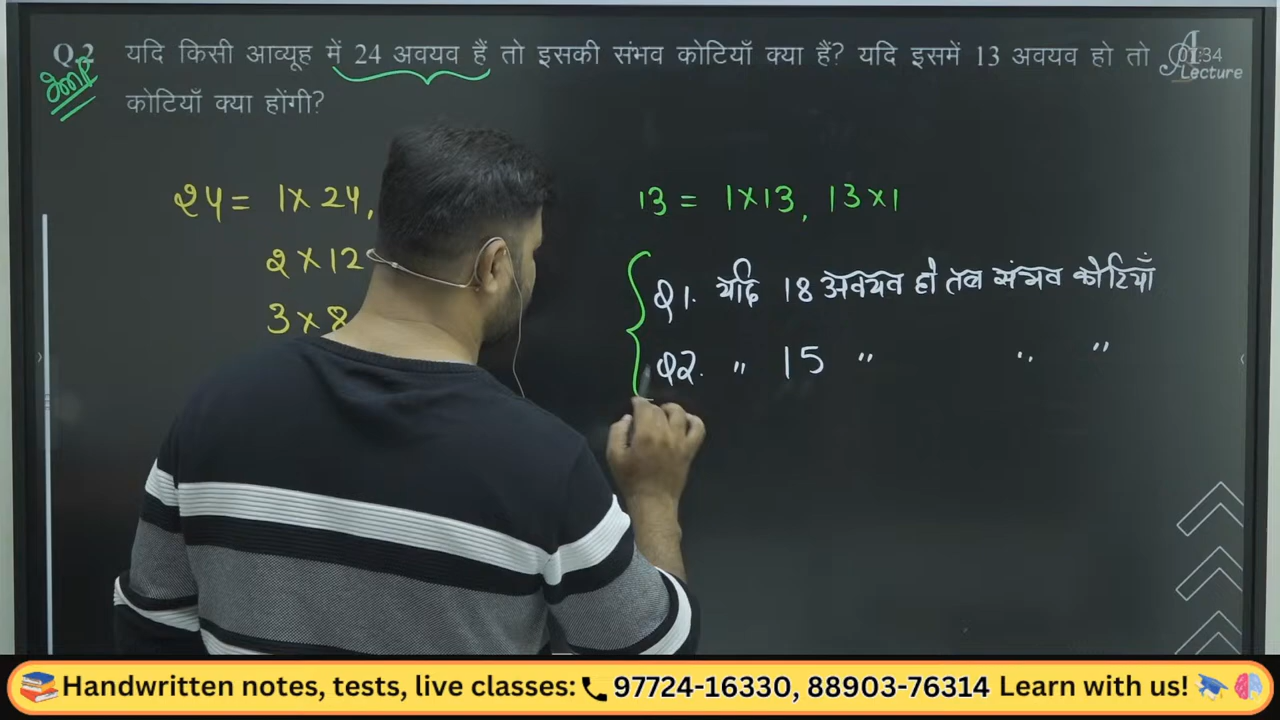 Q.2 यदि किसी आव्यूह में 24 अवयव हैं तो इसकी संभव कोटियाँ क्या हैं? यदि इसमें 13 अवयव हो तो
कोटियाँ क्या होंगी?
Imp
Lecture
24 = 1 × 24,
2 × 12
3 × 8
13 = 1×13, 13×1
Q1. यदि 18 अवयव हो तब संभव कोटियाँ
Q2. " 15 " " "
Handwritten notes, tests, live classes: 97724-16330, 88903-76314 Learn with us!